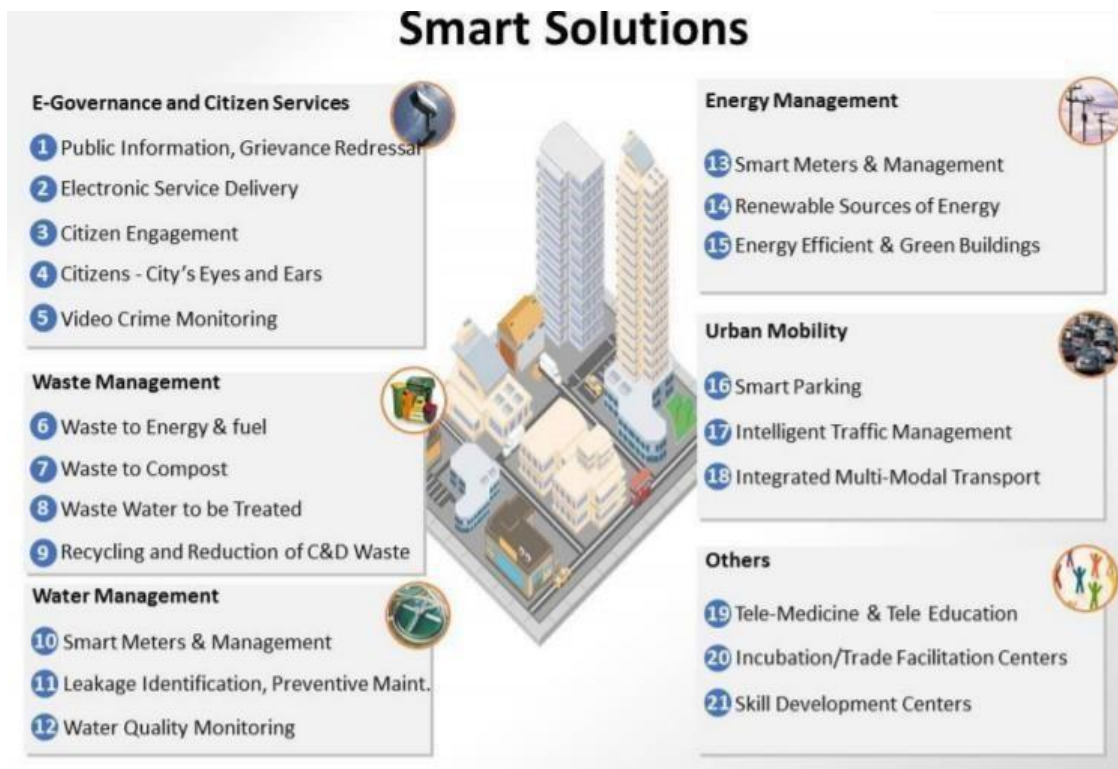 Smart Solutions
E-Governance and Citizen Services
1 Public Information, Grievance Redressal
2 Electronic Service Delivery
3 Citizen Engagement
4 Citizens - City's Eyes and Ears
5 Video Crime Monitoring
Waste Management
6 Waste to Energy & fuel
7 Waste to Compost
8 Waste Water to be Treated
9 Recycling and Reduction of C&D Waste
Water Management
10 Smart Meters & Management
11 Leakage Identification, Preventive Maint.
12 Water Quality Monitoring
Energy Management
13 Smart Meters & Management
14 Renewable Sources of Energy
15 Energy Efficient & Green Buildings
Urban Mobility
16 Smart Parking
17 Intelligent Traffic Management
18 Integrated Multi-Modal Transport
Others
19 Tele-Medicine & Tele Education
20 Incubation/Trade Facilitation Centers
21 Skill Development Centers